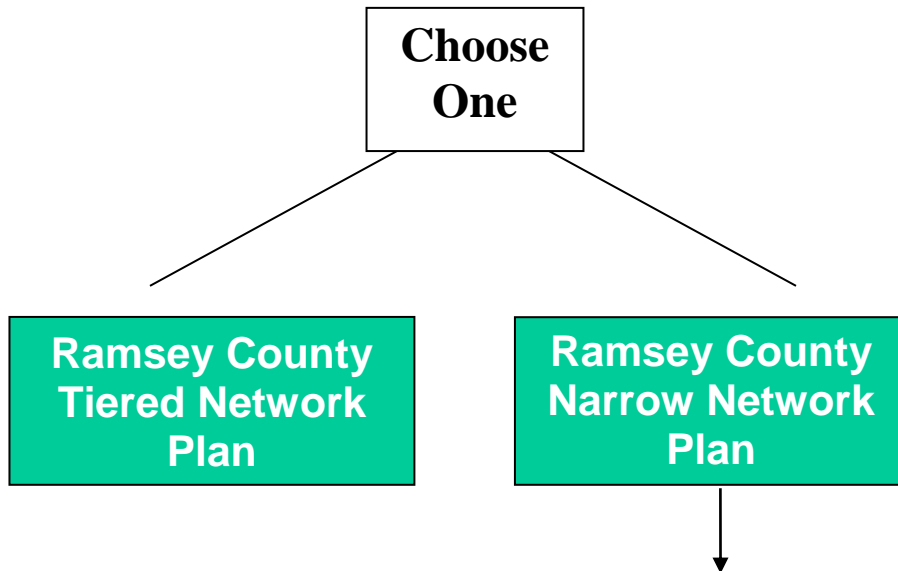 Choose
One
Ramsey County
Tiered Network
Plan
Ramsey County
Narrow Network
Plan